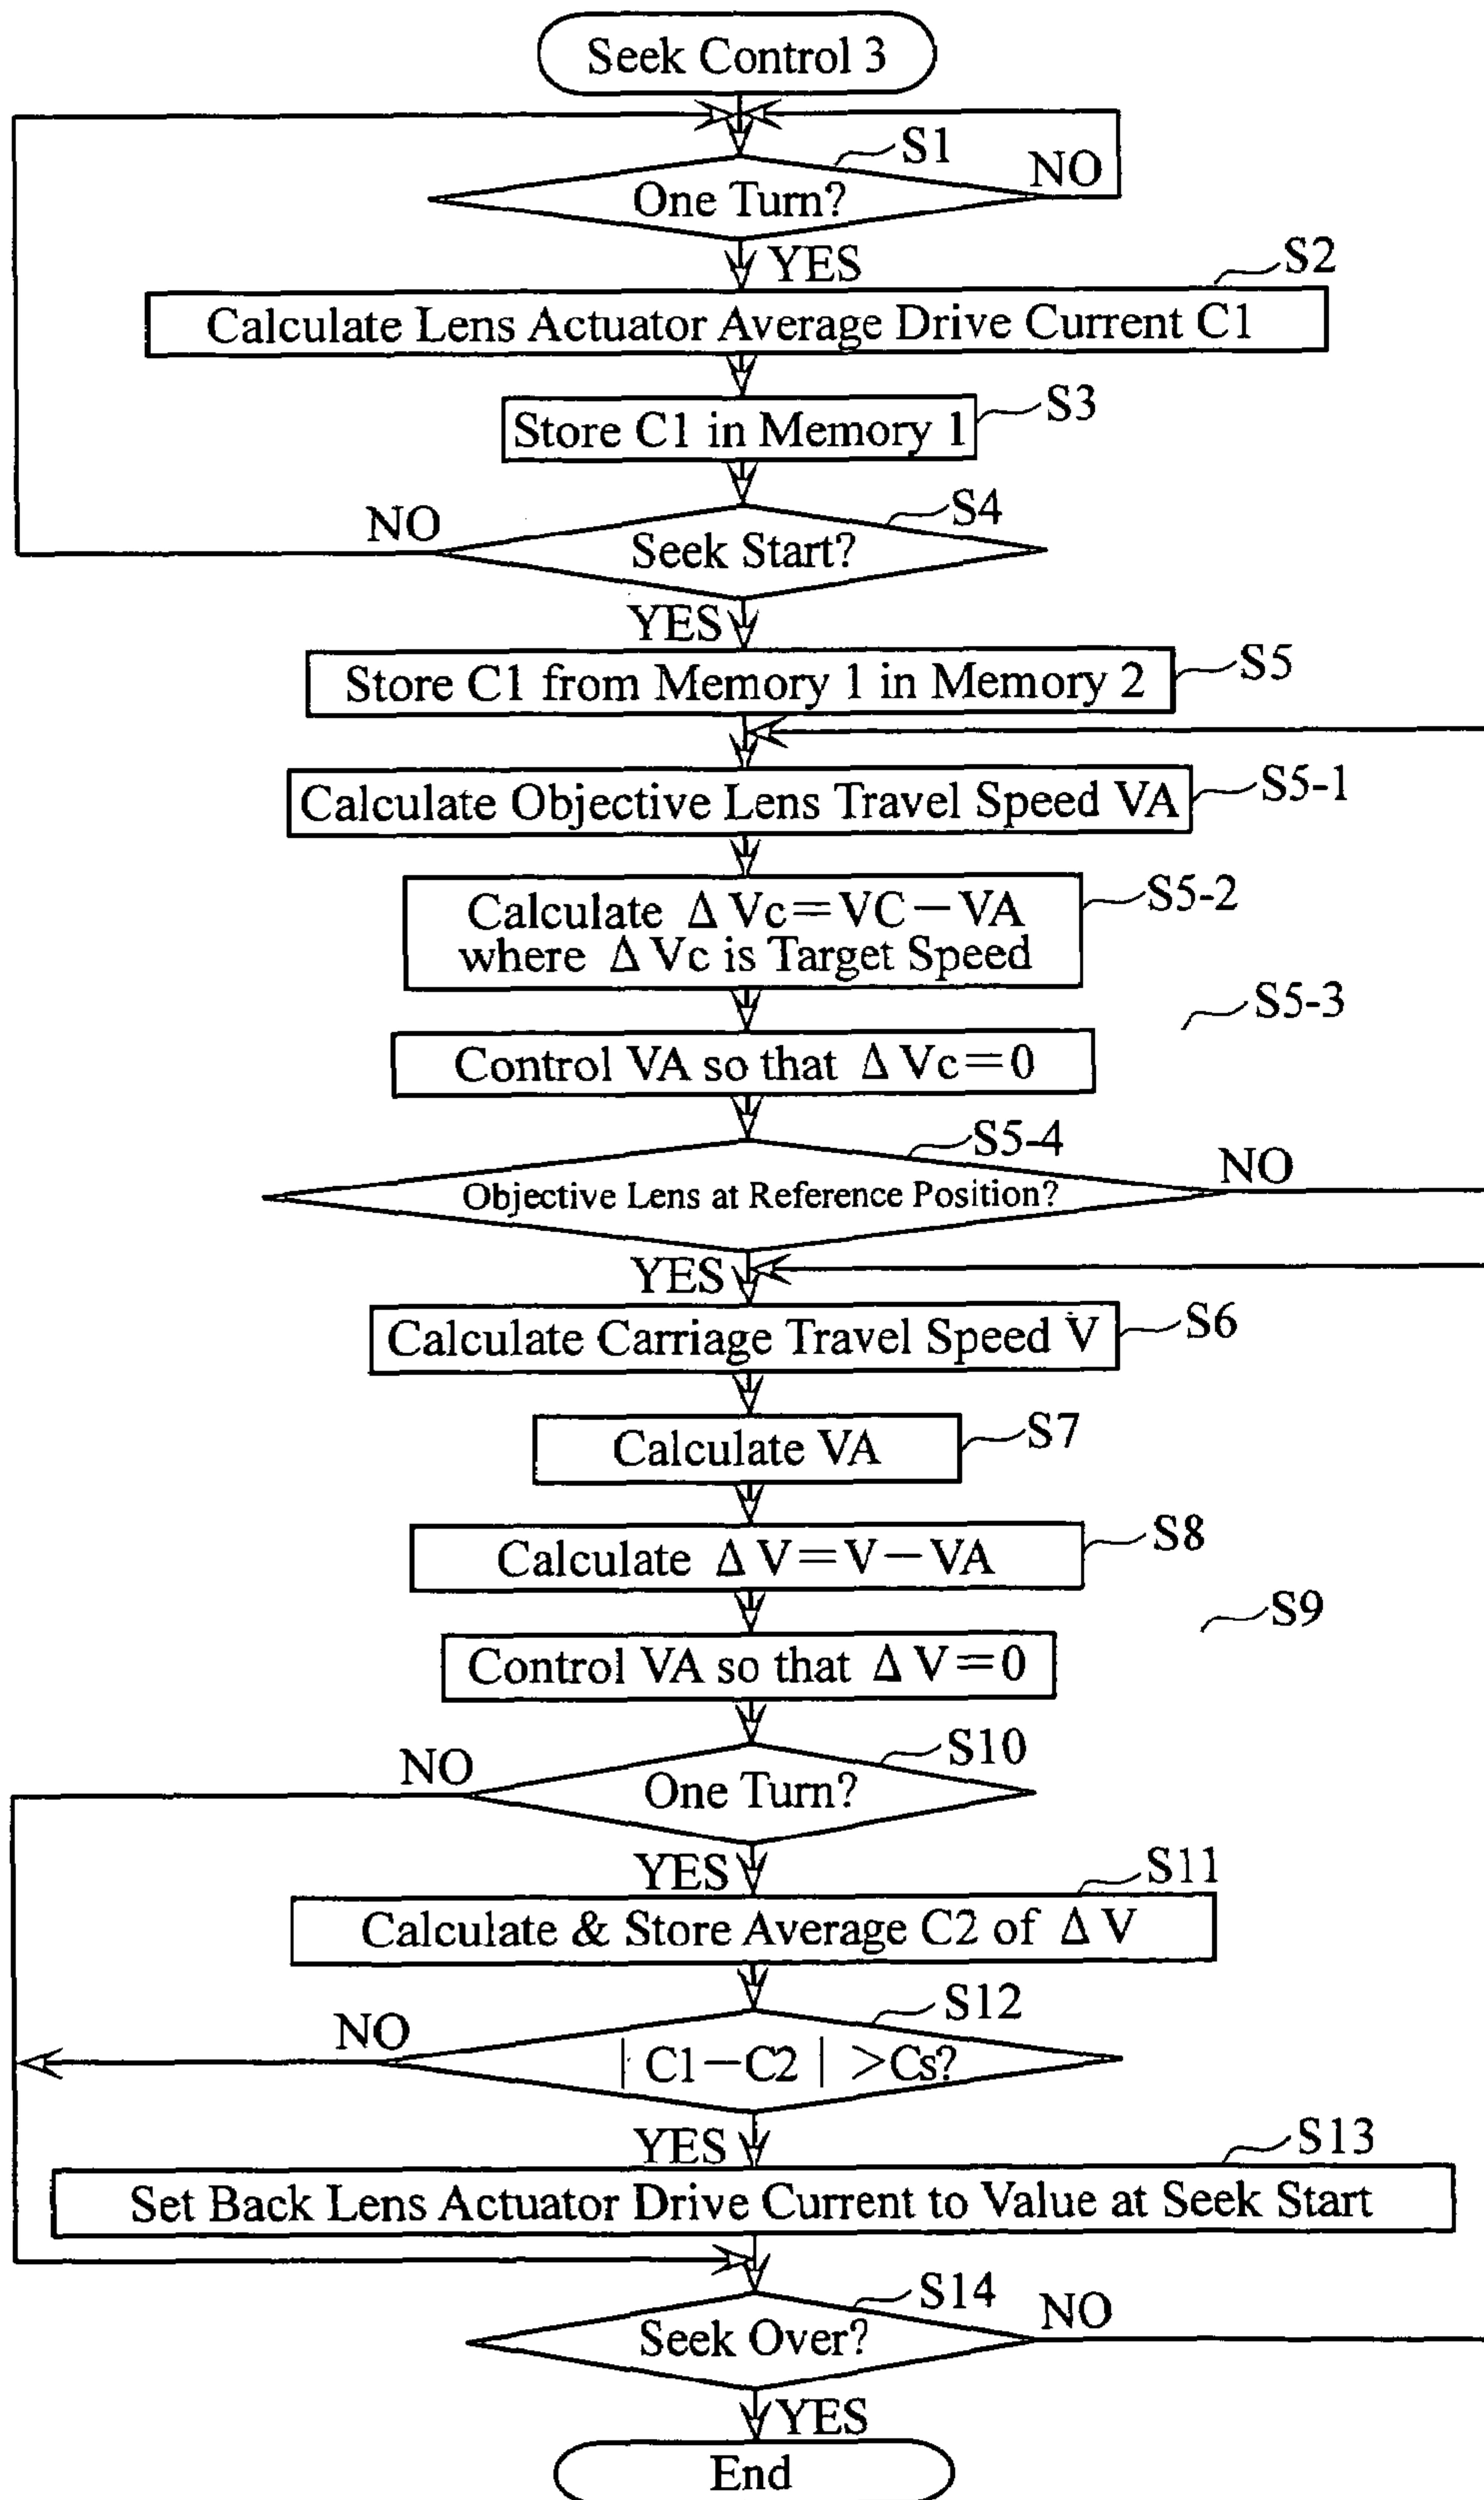 Seek Control 3
S1
One Turn?
NO
YES
S2
Calculate Lens Actuator Average Drive Current C1
S3
Store C1 in Memory 1
S4
NO
Seek Start?
YES
S5
Store C1 from Memory 1 in Memory 2
S5-1
Calculate Objective Lens Travel Speed VA
S5-2
Calculate Δ Vc=VC−VA
where Δ Vc is Target Speed
S5-3
Control VA so that Δ Vc=0
S5-4
NO
Objective Lens at Reference Position?
YES
S6
Calculate Carriage Travel Speed V
S7
Calculate VA
S8
Calculate Δ V=V−VA
S9
Control VA so that Δ V=0
S10
NO
One Turn?
YES
S11
Calculate & Store Average C2 of Δ V
S12
NO
| C1−C2 | >Cs?
YES
S13
Set Back Lens Actuator Drive Current to Value at Seek Start
S14
NO
Seek Over?
YES
End